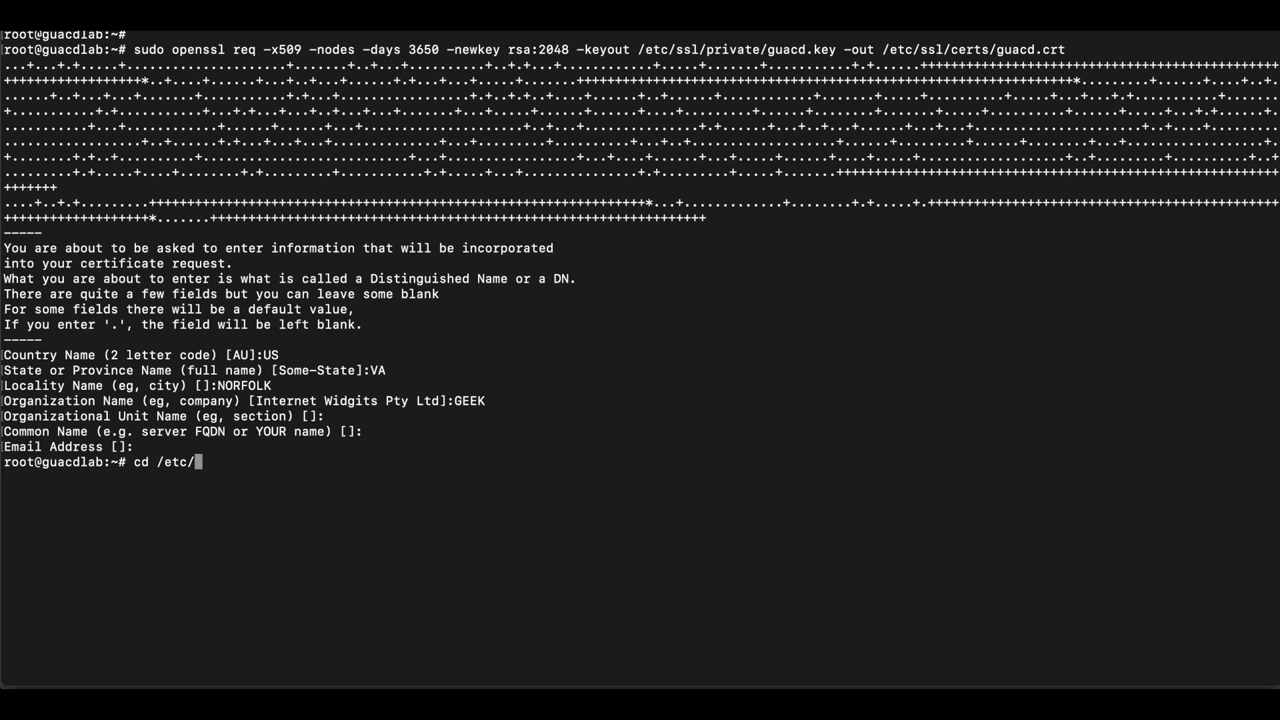 root@guacdlab:~#
root@guacdlab:~# sudo openssl req -x509 -nodes -days 3650 -newkey rsa:2048 -keyout /etc/ssl/private/guacd.key -out /etc/ssl/certs/guacd.crt
-----
You are about to be asked to enter information that will be incorporated
into your certificate request.
What you are about to enter is what is called a Distinguished Name or a DN.
There are quite a few fields but you can leave some blank
For some fields there will be a default value,
If you enter '.', the field will be left blank.
-----
Country Name (2 letter code) [AU]:US
State or Province Name (full name) [Some-State]:VA
Locality Name (eg, city) []:NORFOLK
Organization Name (eg, company) [Internet Widgits Pty Ltd]:GEEK
Organizational Unit Name (eg, section) []:
Common Name (e.g. server FQDN or YOUR name) []:
Email Address []:
root@guacdlab:~# cd /etc/